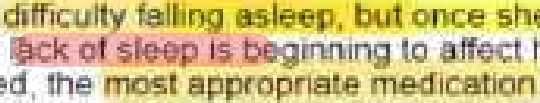 difficulty falling asleep, but once she
lack of sleep is beginning to affect
ed, the most appropriate medication